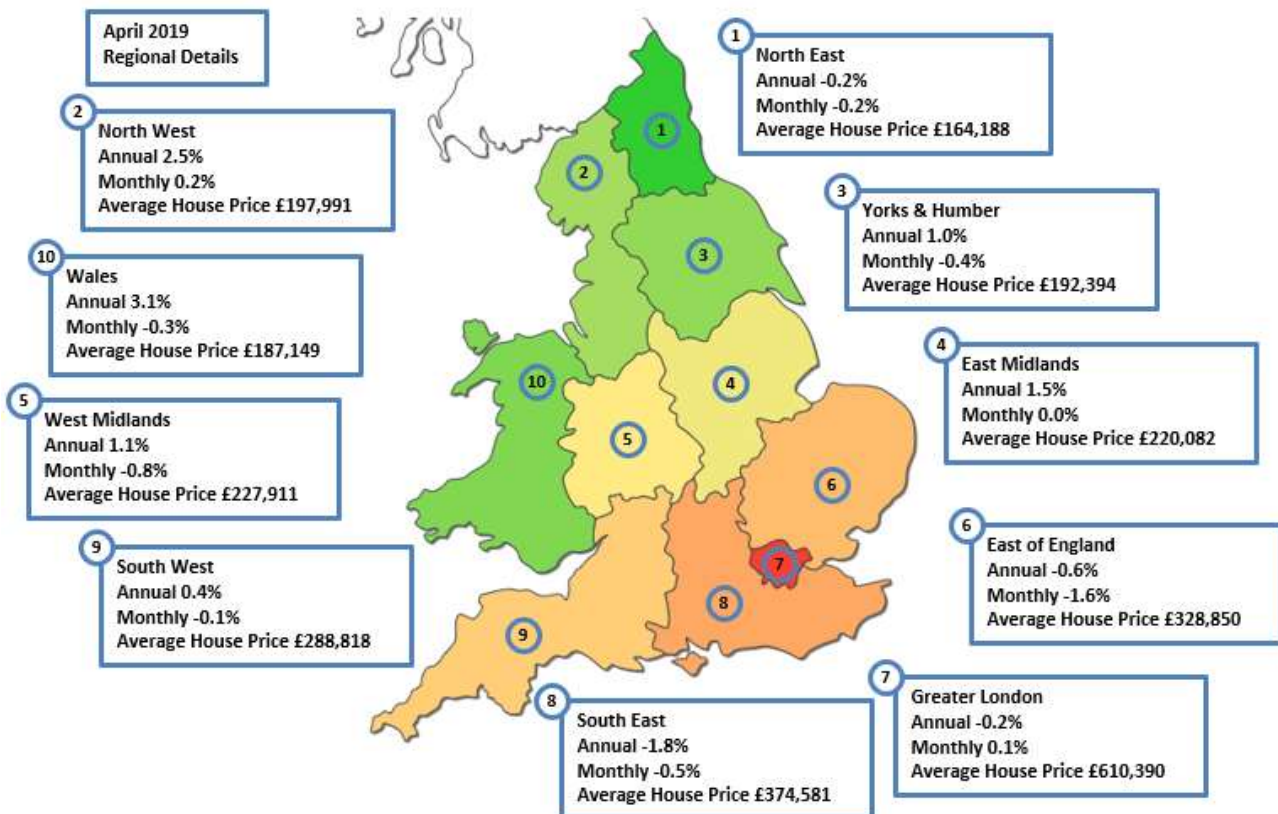 April 2019
Regional Details
1
North East
Annual -0.2%
Monthly -0.2%
Average House Price £164,188
2
North West
Annual 2.5%
Monthly 0.2%
Average House Price £197,991
3
Yorks & Humber
Annual 1.0%
Monthly -0.4%
Average House Price £192,394
10
Wales
Annual 3.1%
Monthly -0.3%
Average House Price £187,149
4
East Midlands
Annual 1.5%
Monthly 0.0%
Average House Price £220,082
5
West Midlands
Annual 1.1%
Monthly -0.8%
Average House Price £227,911
6
East of England
Annual -0.6%
Monthly -1.6%
Average House Price £328,850
9
South West
Annual 0.4%
Monthly -0.1%
Average House Price £288,818
7
Greater London
Annual -0.2%
Monthly 0.1%
Average House Price £610,390
8
South East
Annual -1.8%
Monthly -0.5%
Average House Price £374,581
1
2
3
10
4
5
6
7
8
9